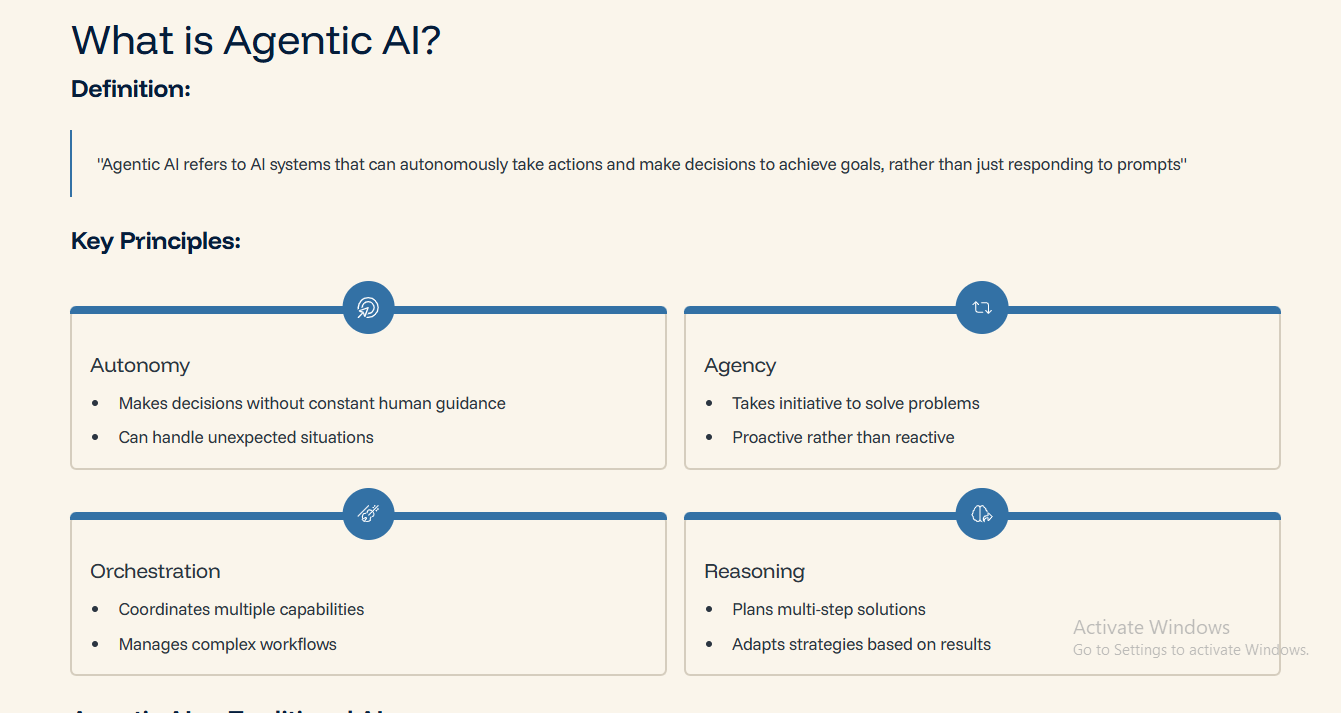 What is Agentic AI?
Definition:
"Agentic AI refers to AI systems that can autonomously take actions and make decisions to achieve goals, rather than just responding to prompts"
Key Principles:
Autonomy
• Makes decisions without constant human guidance
• Can handle unexpected situations
Agency
• Takes initiative to solve problems
• Proactive rather than reactive
Orchestration
• Coordinates multiple capabilities
• Manages complex workflows
Reasoning
• Plans multi-step solutions
• Adapts strategies based on results
Activate Windows
Go to Settings to activate Windows.